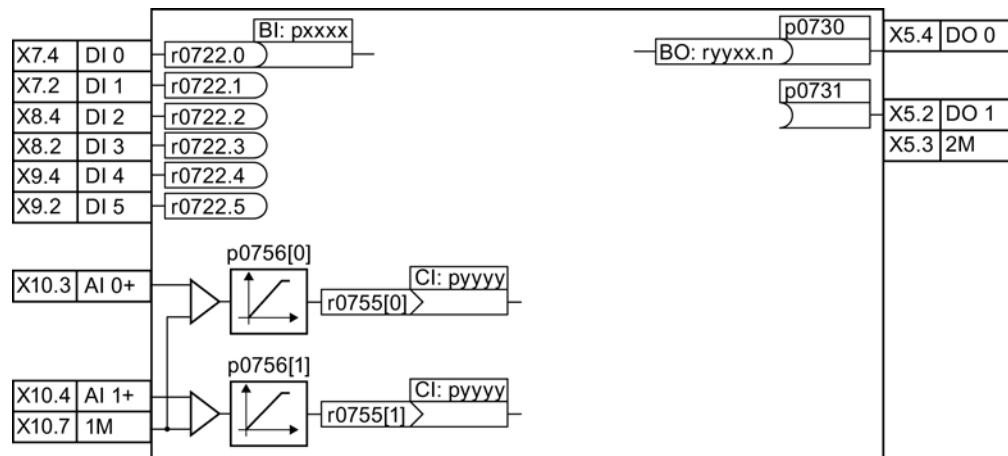 BI: pxxxx
p0730
X5.4 DO 0
X7.4 DI 0 r0722.0
BO: ryyxx.n
X7.2 DI 1 r0722.1
p0731
X8.4 DI 2 r0722.2
X5.2 DO 1
X8.2 DI 3 r0722.3
X5.3 2M
X9.4 DI 4 r0722.4
X9.2 DI 5 r0722.5
p0756[0]
X10.3 AI 0+
CI: pyyyy
r0755[0]
p0756[1]
X10.4 AI 1+
CI: pyyyy
r0755[1]
X10.7 1M